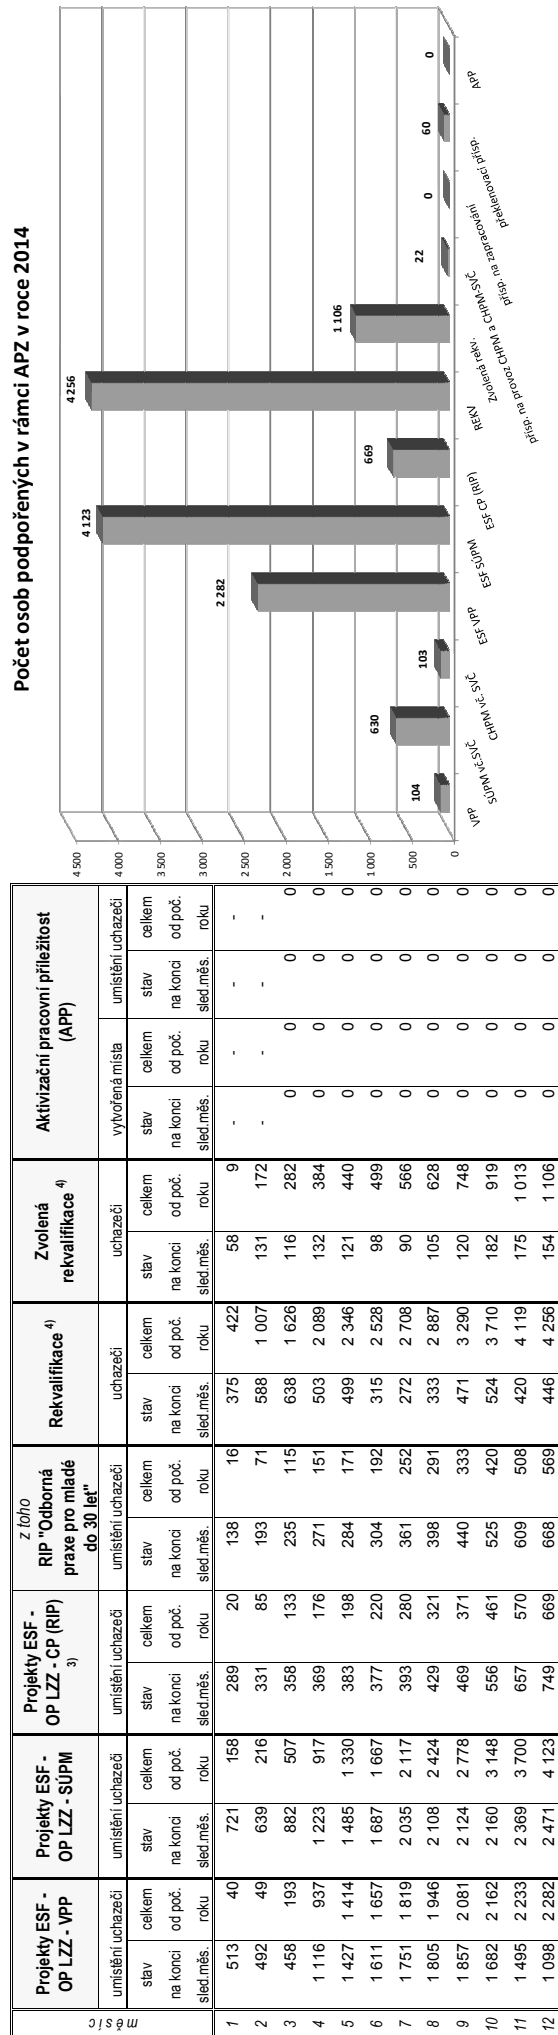 měsíc
Projekty ESF - OP LZZ - VPP
Projekty ESF - OP LZZ - SÚPM
Projekty ESF - OP LZZ - CP (RIP) 3)
z toho RIP "Odborná praxe pro mladé do 30 let"
Rekvalifikace 4)
Zvolená rekvalifikace 4)
Aktivizační pracovní příležitost (APP)
umístění uchazeči umístění uchazeči umístění uchazeči umístění uchazeči uchazeči uchazeči vytvořená místa umístění uchazeči
stav celkem stav celkem stav celkem stav celkem stav celkem stav celkem stav celkem stav celkem
na konci od poč. na konci od poč. na konci od poč. na konci od poč. na konci od poč. na konci od poč. na konci od poč. na konci od poč.
sled.měs. roku sled.měs. roku sled.měs. roku sled.měs. roku sled.měs. roku sled.měs. roku sled.měs. roku sled.měs. roku
1 513 40 721 158 289 20 138 16 375 422 58 9 - - - -
2 492 49 639 216 331 85 193 71 588 1 007 131 172 - - - -
3 458 193 882 507 358 133 235 115 638 1 626 116 282 0 0 0 0
4 1 116 937 1 223 917 369 176 271 151 503 2 089 132 384 0 0 0 0
5 1 427 1 414 1 485 1 330 383 198 284 171 499 2 346 121 440 0 0 0 0
6 1 611 1 657 1 687 1 667 377 220 304 192 315 2 528 98 499 0 0 0 0
7 1 751 1 819 2 035 2 117 393 280 361 252 272 2 708 90 566 0 0 0 0
8 1 805 1 946 2 108 2 424 429 321 398 291 333 2 887 105 628 0 0 0 0
9 1 857 2 081 2 124 2 778 469 371 440 333 471 3 290 120 748 0 0 0 0
10 1 682 2 162 2 160 3 148 556 461 525 420 524 3 710 182 919 0 0 0 0
11 1 495 2 233 2 369 3 700 657 570 609 508 420 4 119 175 1 013 0 0 0 0
12 1 098 2 282 2 471 4 123 749 669 668 569 446 4 256 154 1 106 0 0 0 0
Počet osob podpořených v rámci APZ v roce 2014
4 500
4 000
3 500
3 000
2 500
2 000
1 500
1 000
500
0
104
630
103
2 282
4 123
669
4 256
1 106
22
0
60
0
VPP
SÚPM vč.SVČ
CHPM vč. SVČ
ESF VPP
ESF SÚPM
ESF CP (RIP)
REKV
Zvolená rekv.
přísp. na provoz CHPM a CHPM-SVČ
přísp. na zapracování
překlenovací přísp.
APP